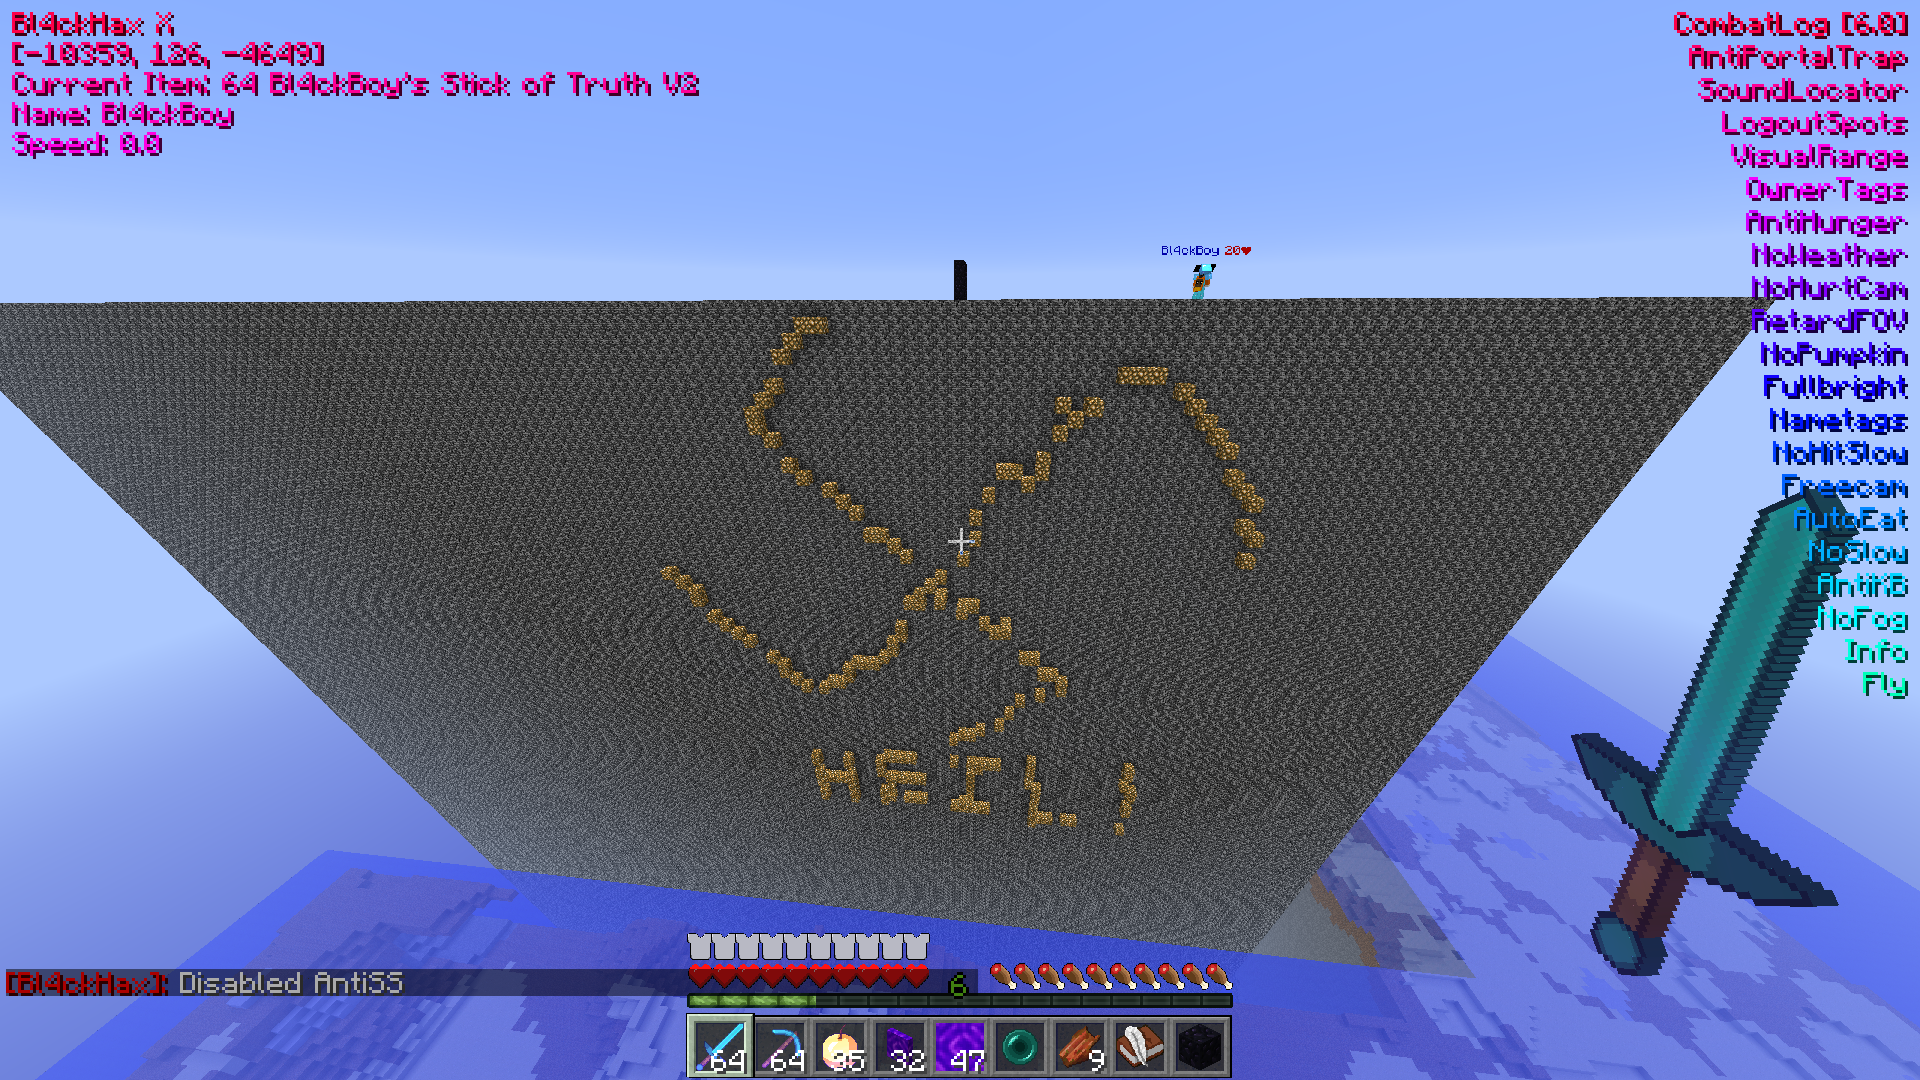 Bl4ckHax X
[-10359, 126, -4649]
Current Item: 64 Bl4ckBoy's Stick of Truth V2
Name: Bl4ckBoy
Speed: 0.0
CombatLog [6.0]
AntiPortalTrap
SoundLocator
LogoutSpots
VisualRange
OwnerTags
AntiHunger
NoWeather
NoHurtCam
RetardFOV
NoPumpkin
Fullbright
Nametags
NoHitSlow
Freecam
AutoEat
NoSlow
AntiKB
NoFog
Info
Fly
Bl4ckBoy 20♥
HEIL!
[Bl4ckHax]: Disabled AntiSS
6
64 64 35 32 47 9